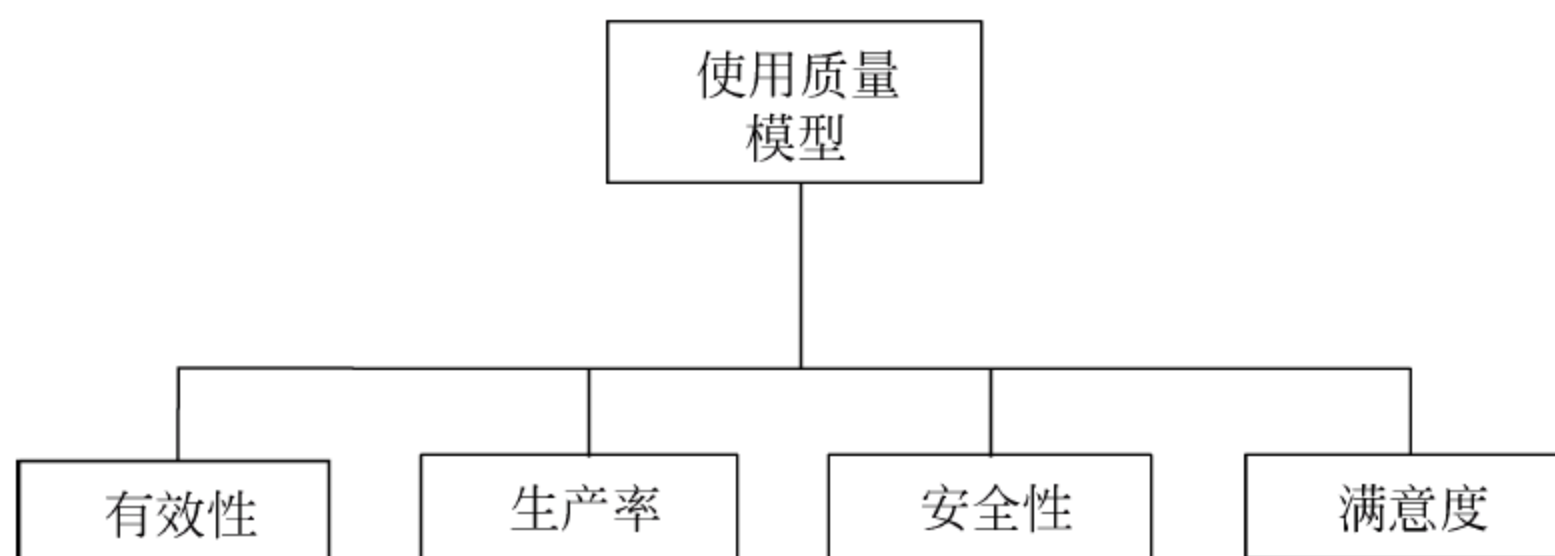 使用质量
模型
有效性
生产率
安全性
满意度